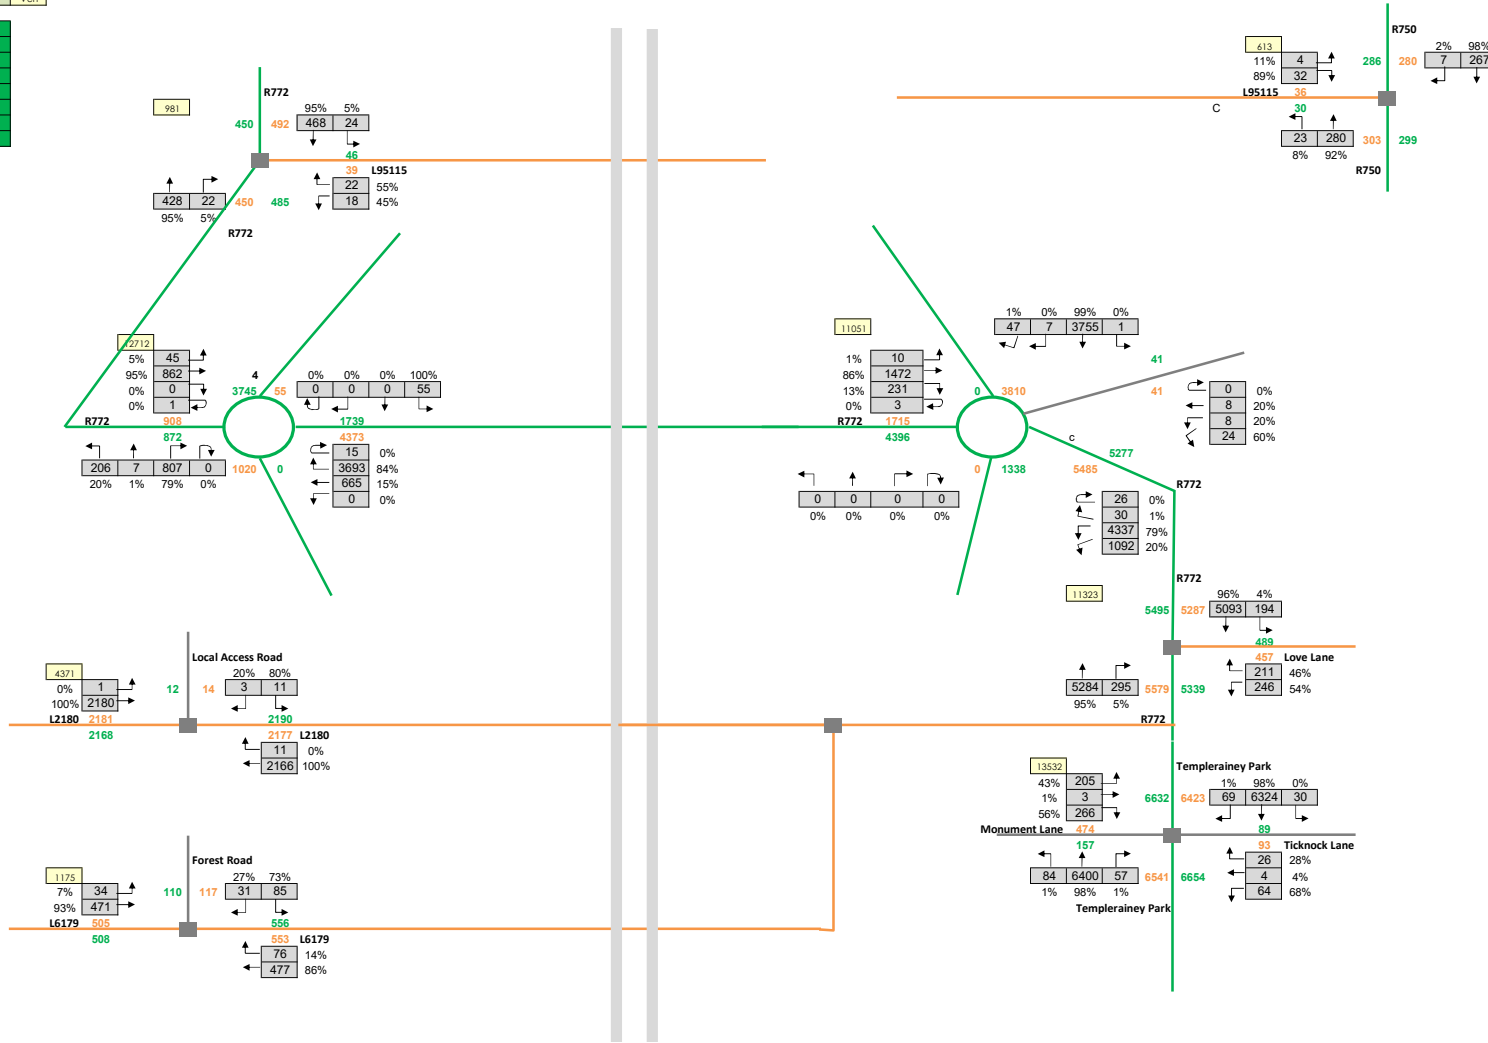 R750
613
2% 98%
11% 4
286 280 7 267
89% 32
L95115 36
C 30
23 280 303 299
8% 92%
R750
R772
981
95% 5%
450 492 468 24
46
39 L95115
22 55%
18 45%
428 22 450 485
95% 5%
R772
12712
5% 45
95% 862
0% 0
0% 1
R772 908
872
4
3745 55
0% 0% 0% 100%
0 0 0 55
1739
4373
15 0%
3693 84%
665 15%
0 0%
206 7 807 0 1020 0
20% 1% 79% 0%
11051
1% 0% 99% 0%
47 7 3755 1
1% 10
86% 1472
13% 231
0% 3
R772 1715
4396
0 3810
41
41
0 0%
8 20%
8 20%
24 60%
c
5277
5485
0 1338
0 0 0 0
0% 0% 0% 0%
R772
26 0%
30 1%
4337 79%
1092 20%
R772
11323
96% 4%
5495 5287 5093 194
489
457 Love Lane
211 46%
246 54%
5284 295 5579 5339
95% 5%
R772
Local Access Road
4371
20% 80%
0% 1
12 14 3 11
100% 2180
L2180 2181
2168
2190
2177 L2180
11 0%
2166 100%
Templerainey Park
13532
1% 98% 0%
43% 205
1% 3
56% 266
6632 6423 69 6324 30
Monument Lane 474
157
89
93 Ticknock Lane
26 28%
4 4%
64 68%
84 6400 57 6541 6654
1% 98% 1%
Templerainey Park
Forest Road
1175
27% 73%
7% 34
110 117 31 85
93% 471
L6179 505
508
556
553 L6179
76 14%
477 86%